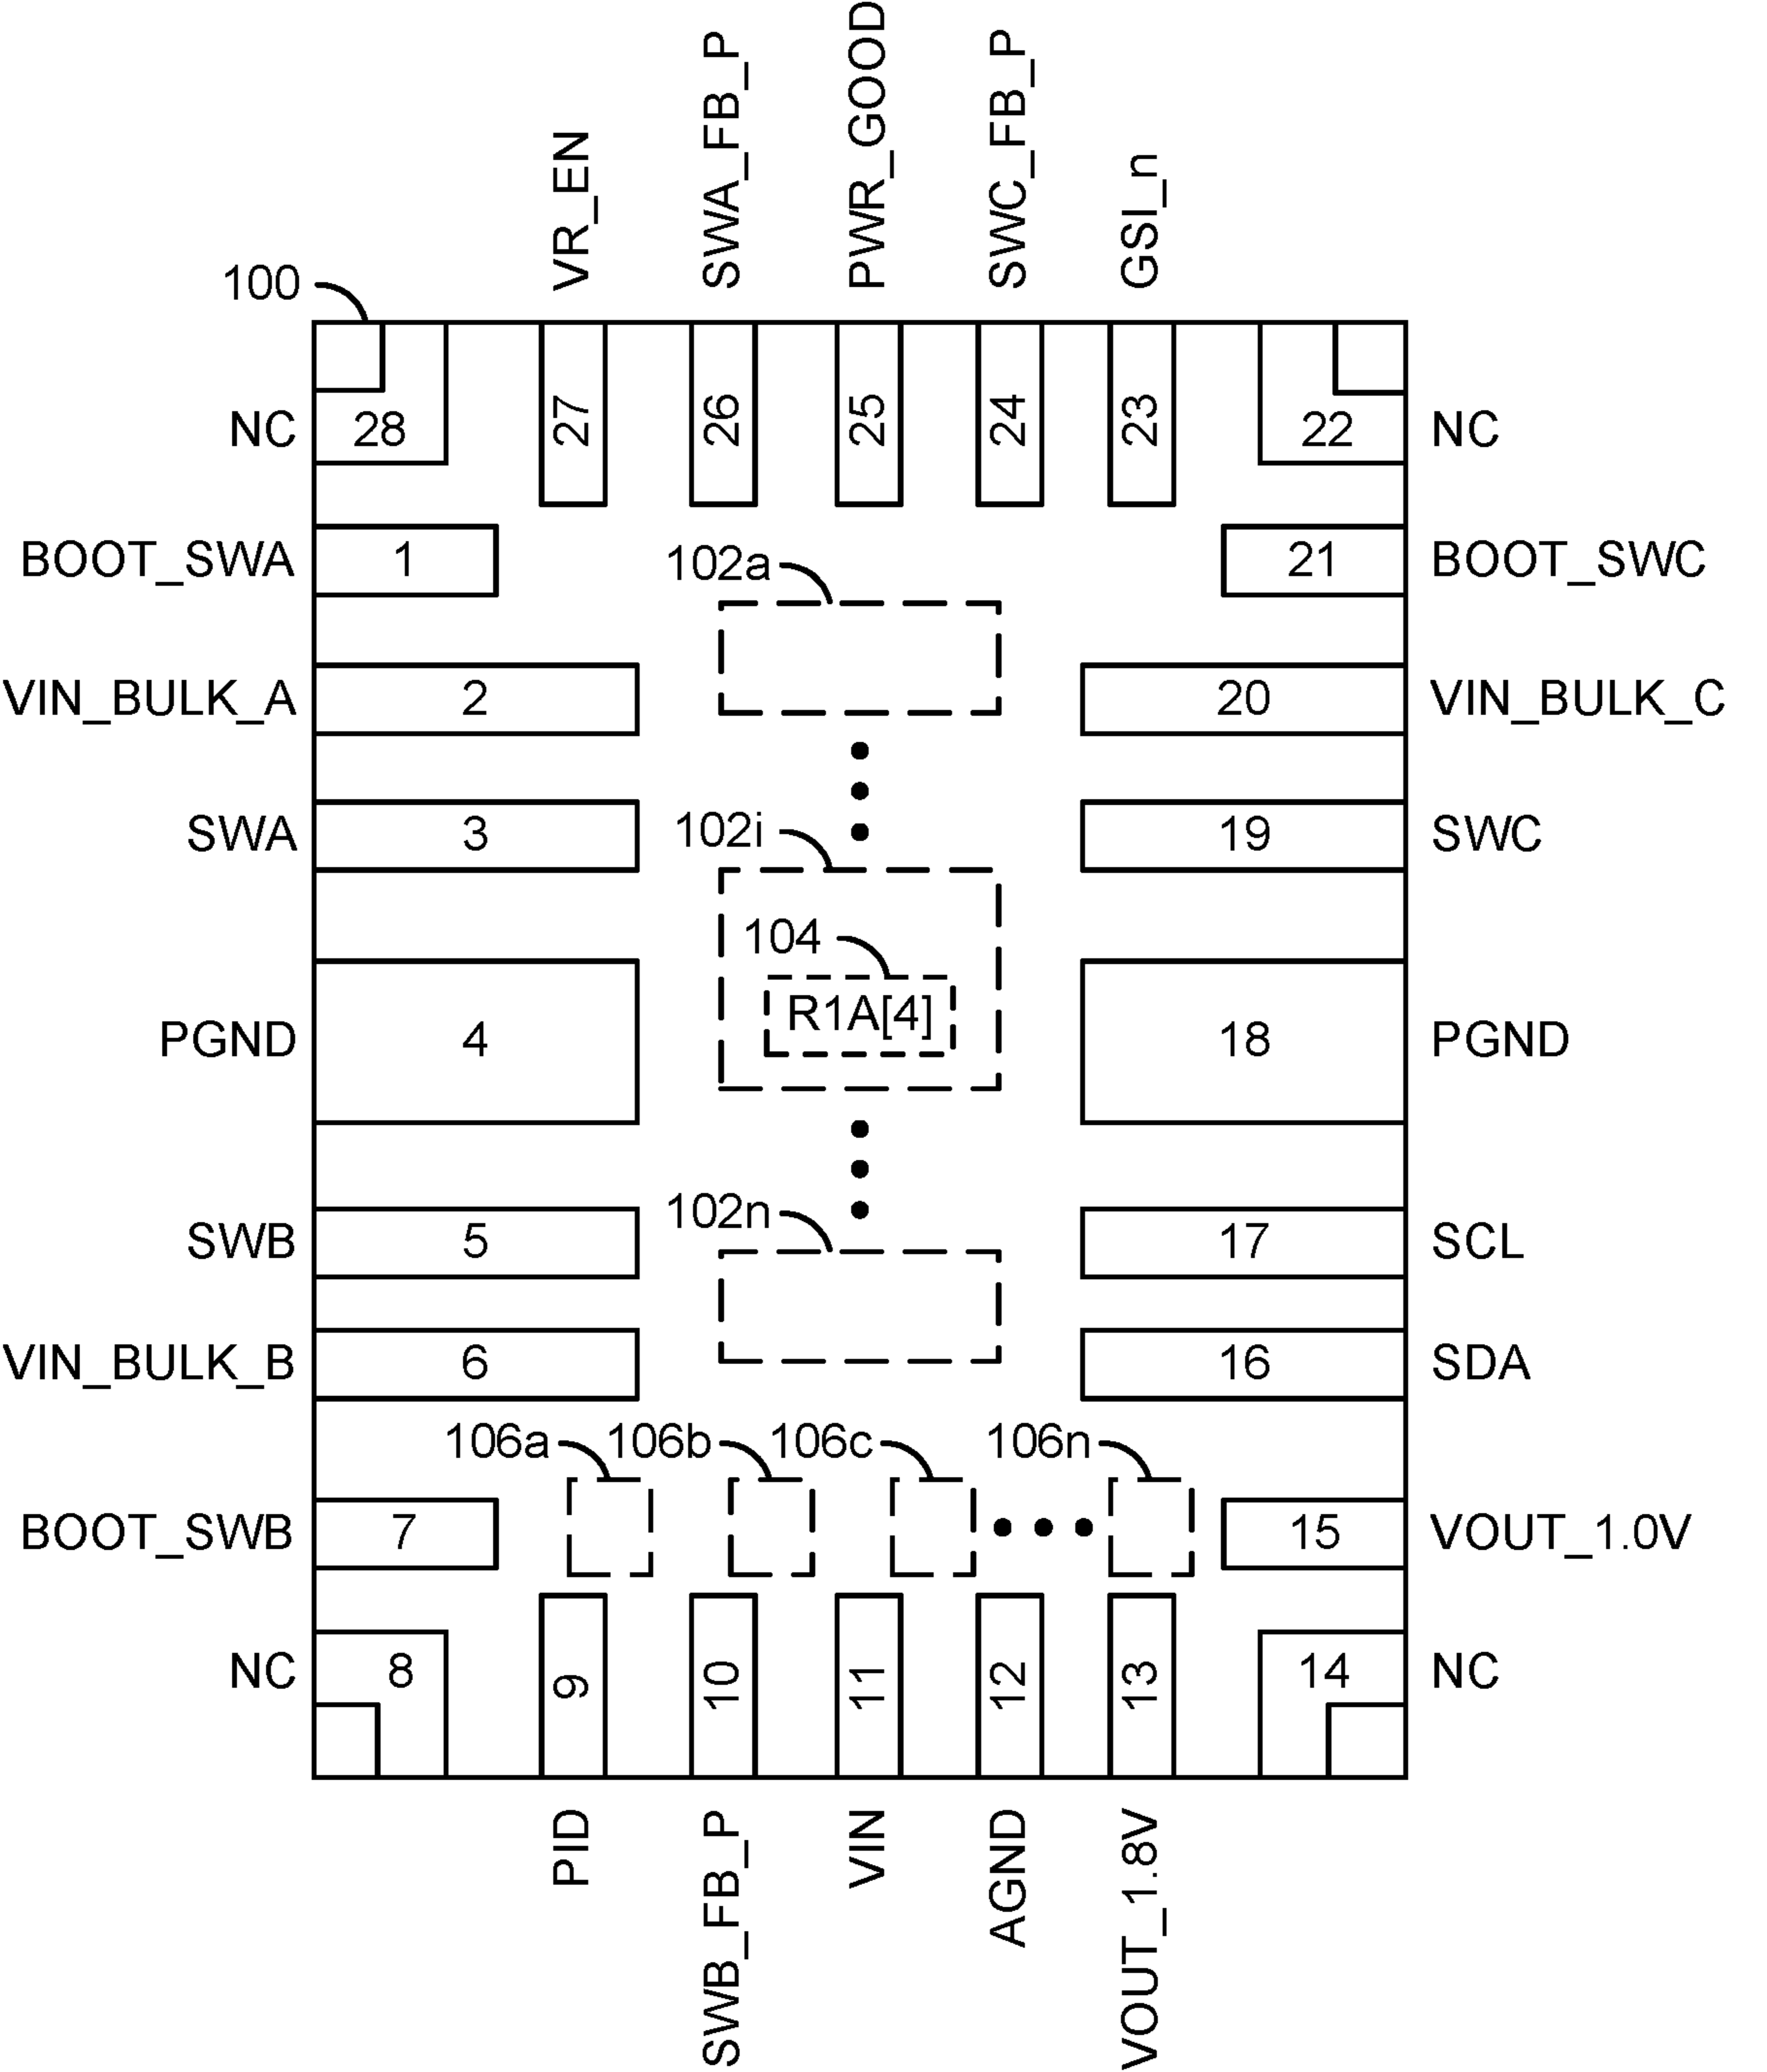 VR_EN
SWA_FB_P
PWR_GOOD
SWC_FB_P
GSI_n
100
27
26
25
24
23
NC
28
22
NC
BOOT_SWA
1
21
BOOT_SWC
102a
VIN_BULK_A
2
20
VIN_BULK_C
SWA
3
102i
19
SWC
104
R1A[4]
PGND
4
18
PGND
102n
SWB
5
17
SCL
VIN_BULK_B
6
16
SDA
106a
106b
106c
106n
BOOT_SWB
7
15
VOUT_1.0V
NC
8
9
10
11
12
13
14
NC
PID
SWB_FB_P
VIN
AGND
VOUT_1.8V